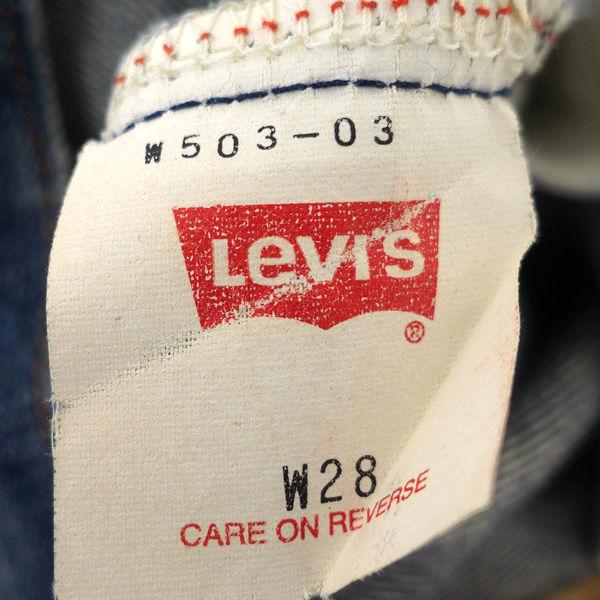 W503-03
Levi's
®
W28
CARE ON REVERSE